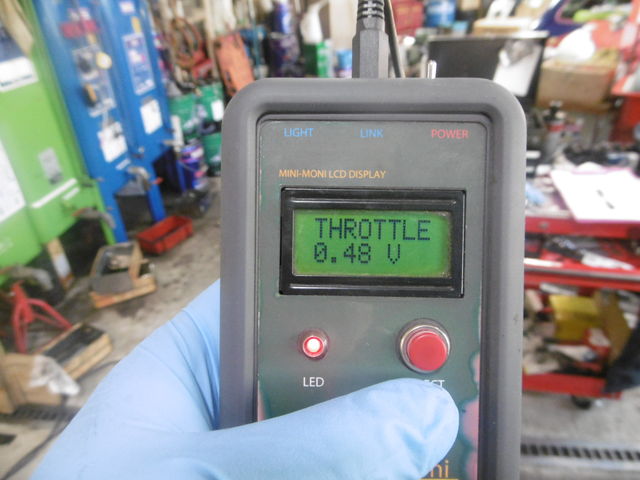 LIGHT LINK POWER
MINI-MONI LCD DISPLAY
THROTTLE
0.48 V
LED